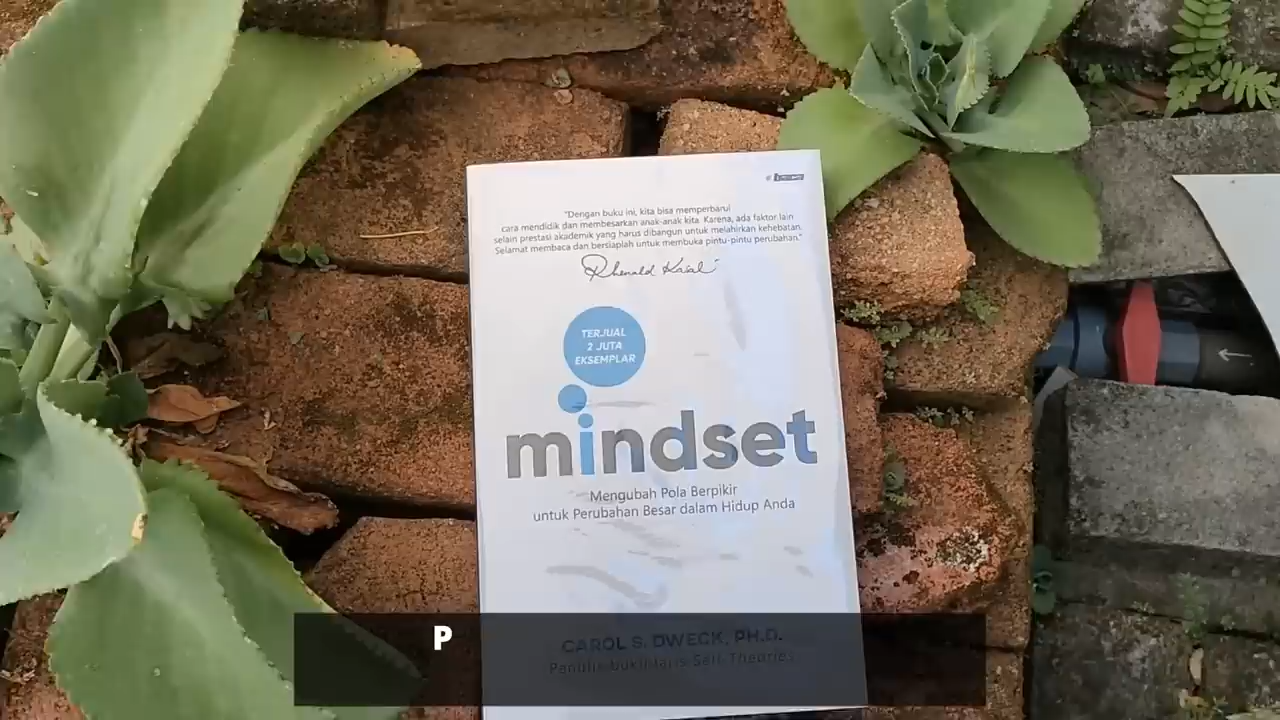 "Dengan buku ini, kita bisa memperbarui
cara mendidik dan membesarkan anak-anak kita. Karena, ada faktor lain
selain prestasi akademik yang harus dibangun untuk melahirkan kehebatan.
Selamat membaca dan bersiaplah untuk membuka pintu-pintu perubahan."
Rhenald Kasali
TERJUAL
2 JUTA
EKSEMPLAR
mindset
Mengubah Pola Berpikir
untuk Perubahan Besar dalam Hidup Anda
P
CAROL S. DWECK, PH.D.
Penulis buku laris Self-Theories